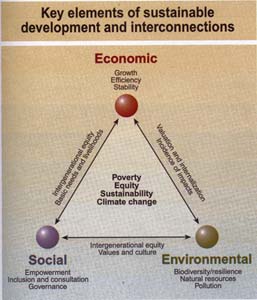 Key elements of sustainable
development and interconnections
Economic
Growth
Efficiency
Stability
Intergenerational equity
Basic needs and livelihoods
Valuation and internalization
Incidence of impacts
Poverty
Equity
Sustainability
Climate change
Social
Empowerment
Inclusion and consultation
Governance
Intergenerational equity
Values and culture
Environmental
Biodiversity/resilience
Natural resources
Pollution